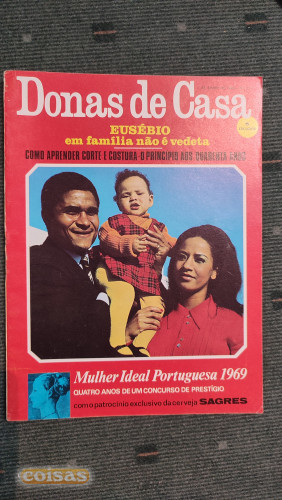 Donas de Casa
EUSÉBIO
em família não é vedeta
COMO APRENDER CORTE E COSTURA · O PRINCÍPIO DOS QUARENTA ANOS
Mulher Ideal Portuguesa 1969
QUATRO ANOS DE UM CONCURSO DE PRESTÍGIO
com o patrocínio exclusivo da cerveja SAGRES
coisas